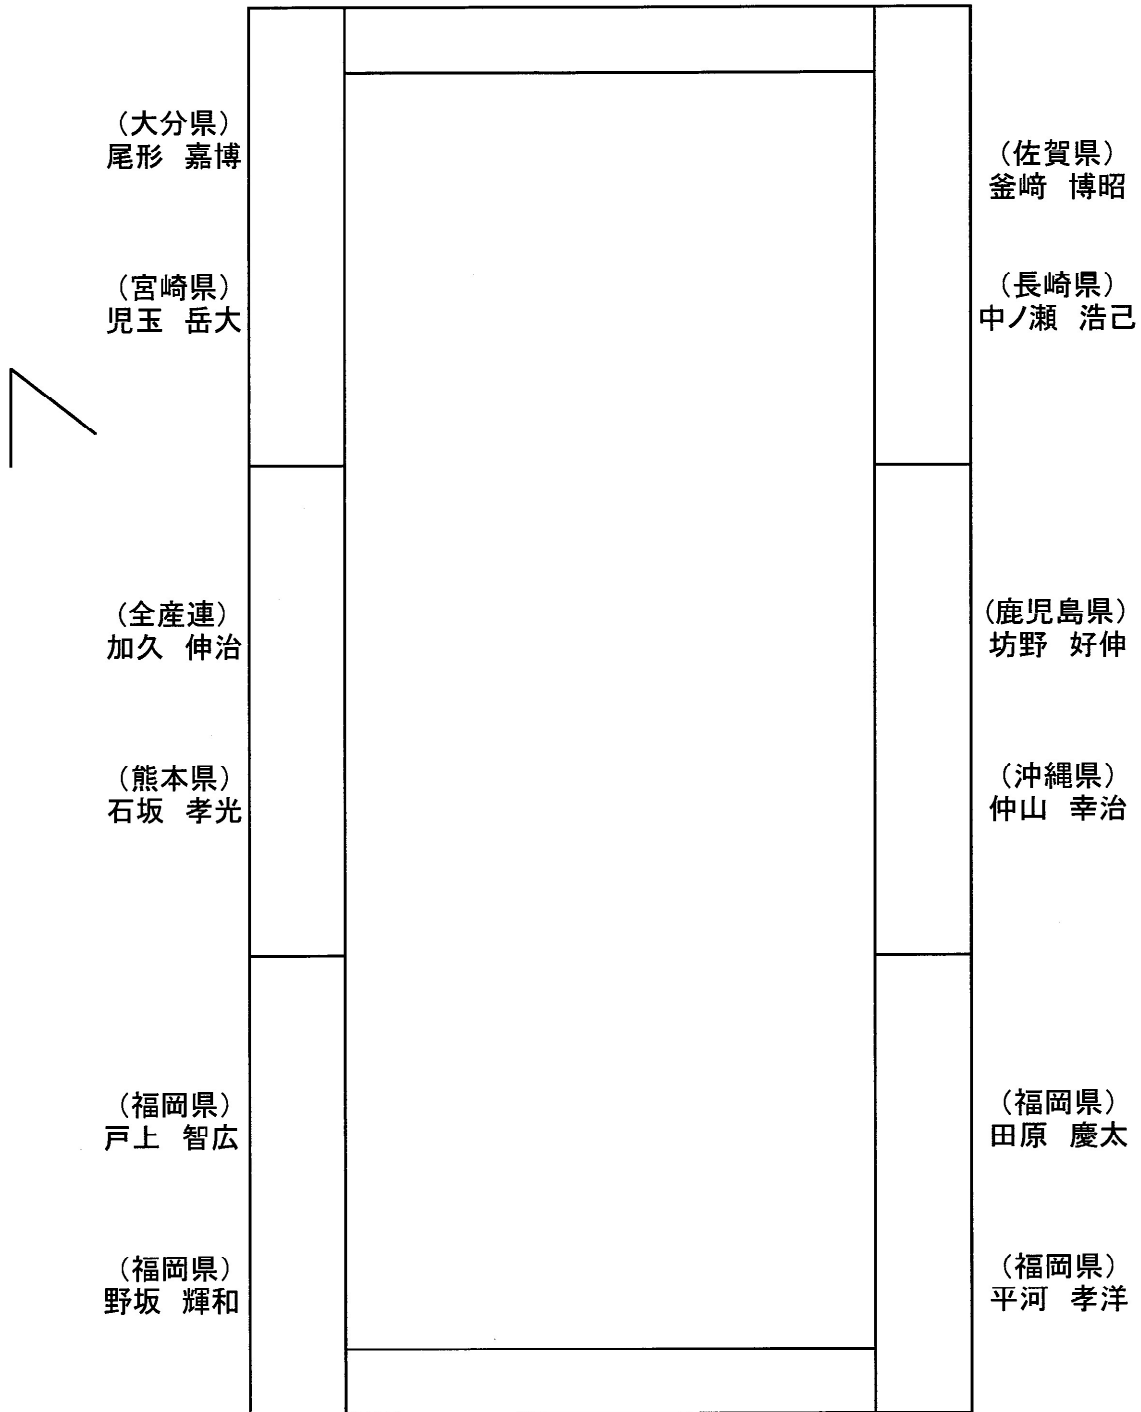 （大分県）
尾形　嘉博
（宮崎県）
児玉　岳大
（全産連）
加久　伸治
（熊本県）
石坂　孝光
（福岡県）
戸上　智広
（福岡県）
野坂　輝和
（佐賀県）
釜﨑　博昭
（長崎県）
中ノ瀬　浩己
（鹿児島県）
坊野　好伸
（沖縄県）
仲山　幸治
（福岡県）
田原　慶太
（福岡県）
平河　孝洋